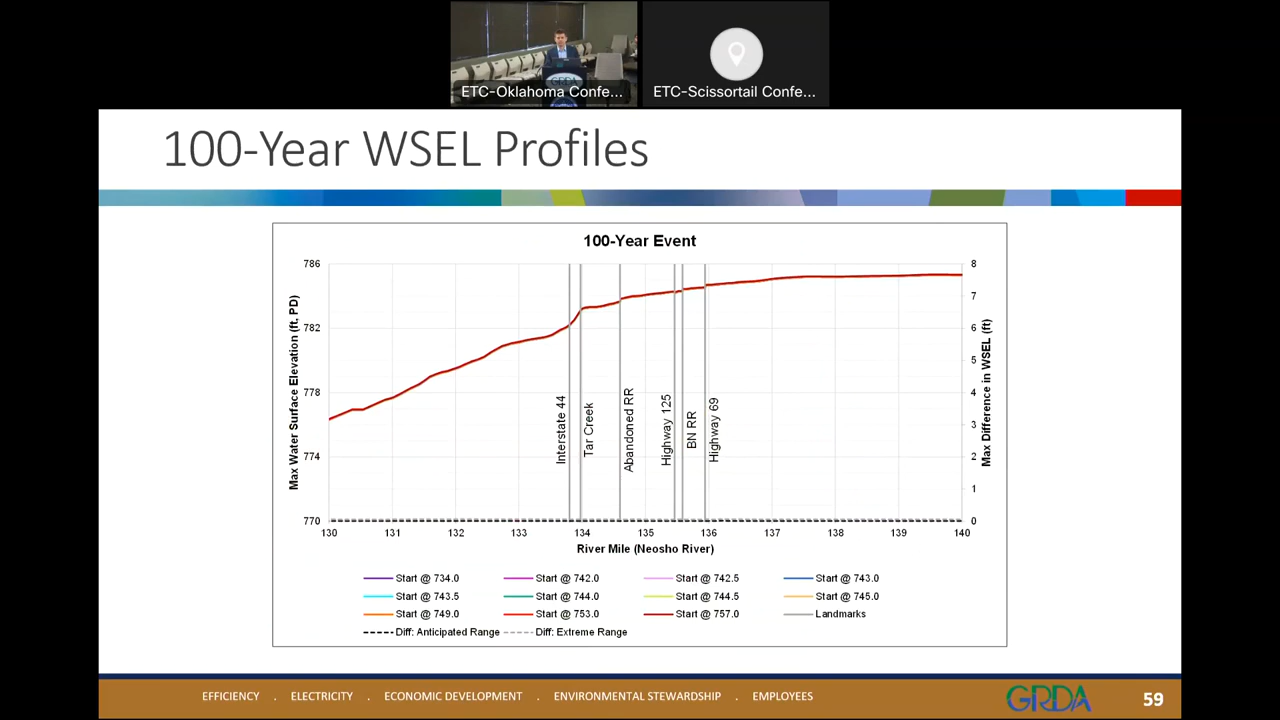 GRDA
ETC-Oklahoma Confe...
ETC-Scissortail Confe...
100-Year WSEL Profiles
100-Year Event
Max Water Surface Elevation (ft, PD)
786
782
778
774
770
8
7
6
5
4
3
2
1
0
Max Difference in WSEL (ft)
Interstate 44
Tar Creek
Abandoned RR
Highway 125
BN RR
Highway 69
130 131 132 133 134 135 136 137 138 139 140
River Mile (Neosho River)
Start @ 734.0 Start @ 742.0 Start @ 742.5 Start @ 743.0
Start @ 743.5 Start @ 744.0 Start @ 744.5 Start @ 745.0
Start @ 749.0 Start @ 753.0 Start @ 757.0 Landmarks
Diff: Anticipated Range Diff: Extreme Range
EFFICIENCY . ELECTRICITY . ECONOMIC DEVELOPMENT . ENVIRONMENTAL STEWARDSHIP . EMPLOYEES
GRDA
59